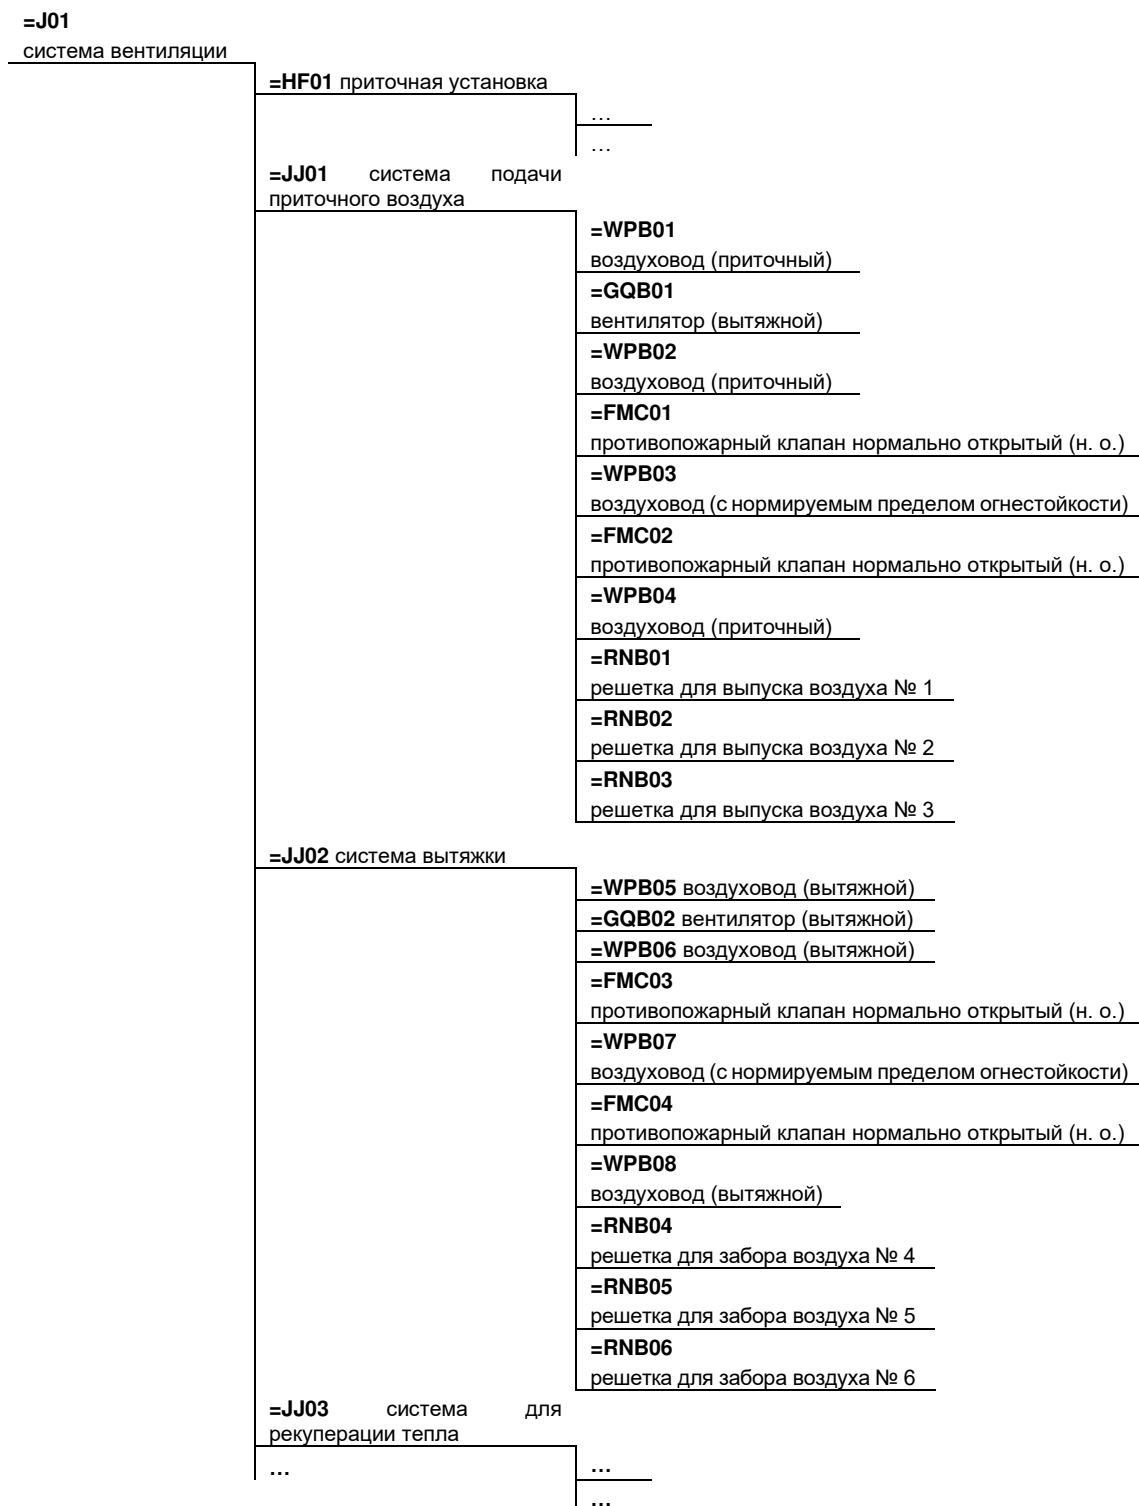 =J01
система вентиляции
=HF01 приточная установка
…
…
=JJ01 система подачи
приточного воздуха
=WPB01
воздуховод (приточный)
=GQB01
вентилятор (вытяжной)
=WPB02
воздуховод (приточный)
=FMC01
противопожарный клапан нормально открытый (н. о.)
=WPB03
воздуховод (с нормируемым пределом огнестойкости)
=FMC02
противопожарный клапан нормально открытый (н. о.)
=WPB04
воздуховод (приточный)
=RNB01
решетка для выпуска воздуха № 1
=RNB02
решетка для выпуска воздуха № 2
=RNB03
решетка для выпуска воздуха № 3
=JJ02 система вытяжки
=WPB05 воздуховод (вытяжной)
=GQB02 вентилятор (вытяжной)
=WPB06 воздуховод (вытяжной)
=FMC03
противопожарный клапан нормально открытый (н. о.)
=WPB07
воздуховод (с нормируемым пределом огнестойкости)
=FMC04
противопожарный клапан нормально открытый (н. о.)
=WPB08
воздуховод (вытяжной)
=RNB04
решетка для забора воздуха № 4
=RNB05
решетка для забора воздуха № 5
=RNB06
решетка для забора воздуха № 6
=JJ03 система для
рекуперации тепла
…
…
…